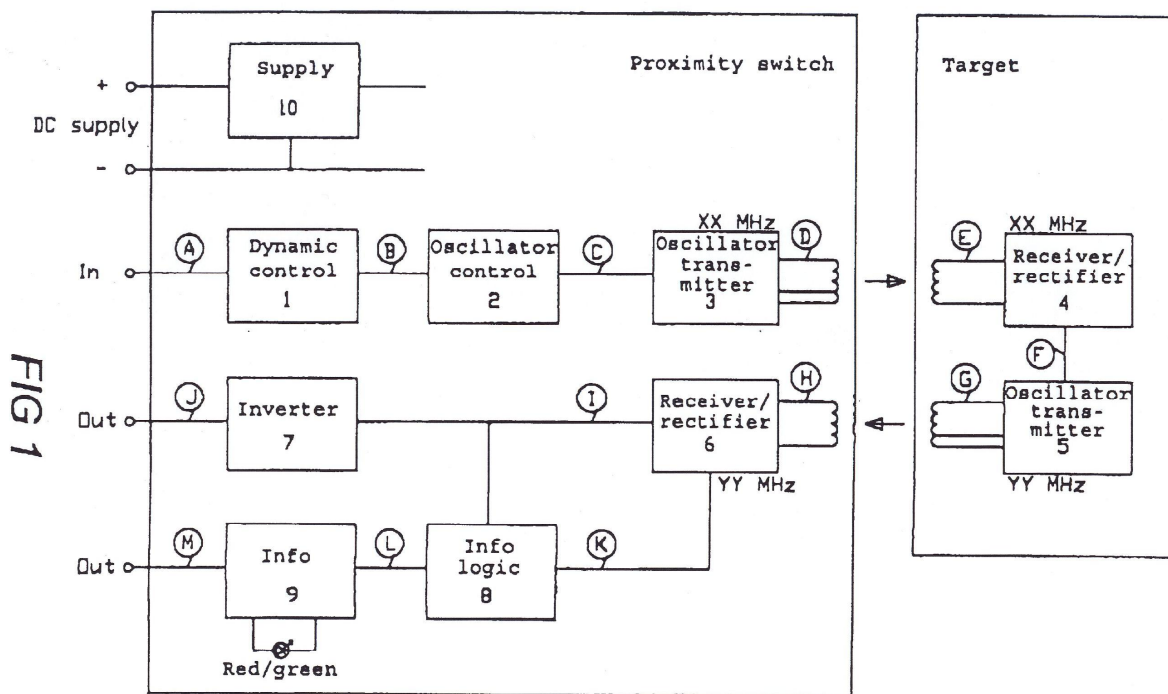 Proximity switch
Target
+
DC supply
-
Supply
10
In
A
Dynamic
control
1
B
Oscillator
control
2
C
XX MHz
Oscillator
trans-
mitter
3
D
E
XX MHz
Receiver/
rectifier
4
F
Out
J
Inverter
7
I
Receiver/
rectifier
6
YY MHz
H
G
Oscillator
trans-
mitter
5
YY MHz
Out
M
Info
9
L
Info
logic
8
K
Red/green
FIG 1